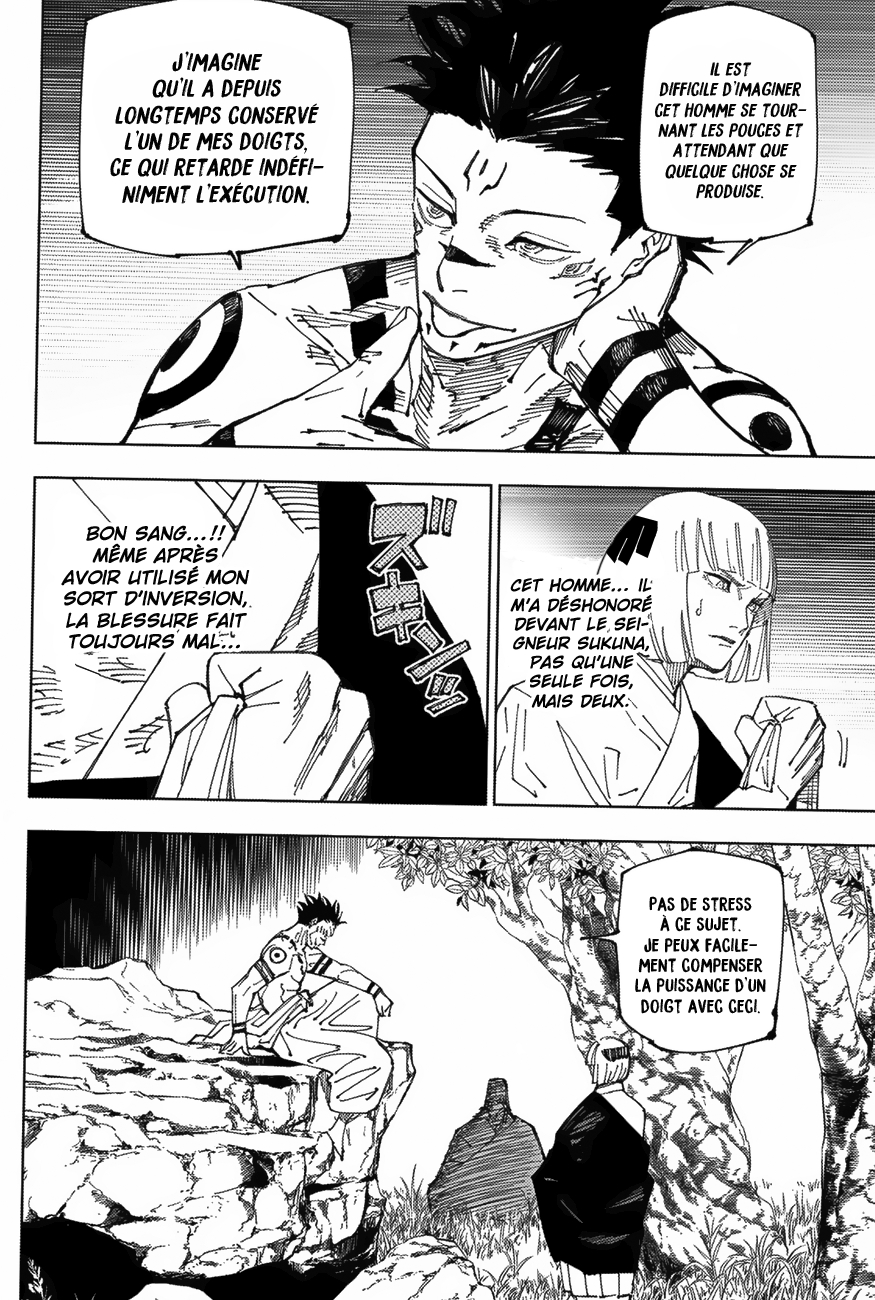 IL EST
DIFFICILE D'IMAGINER
CET HOMME SE TOUR-
NANT LES POUCES ET
ATTENDANT QUE
QUELQUE CHOSE SE
PRODUISE.
J'IMAGINE
QU'IL A DEPUIS
LONGTEMPS CONSERVÉ
L'UN DE MES DOIGTS,
CE QUI RETARDE INDÉFI-
NIMENT L'EXÉCUTION.
CET HOMME... IL
M'A DÉSHONORÉ
DEVANT LE SEI-
GNEUR SUKUNA,
PAS QU'UNE
SEULE FOIS,
MAIS DEUX.
BON SANG...!!
MÊME APRÈS
AVOIR UTILISÉ MON
SORT D'INVERSION,
LA BLESSURE FAIT
TOUJOURS MAL...
ズキンッ
PAS DE STRESS
À CE SUJET.
JE PEUX FACILE-
MENT COMPENSER
LA PUISSANCE D'UN
DOIGT AVEC CECI.